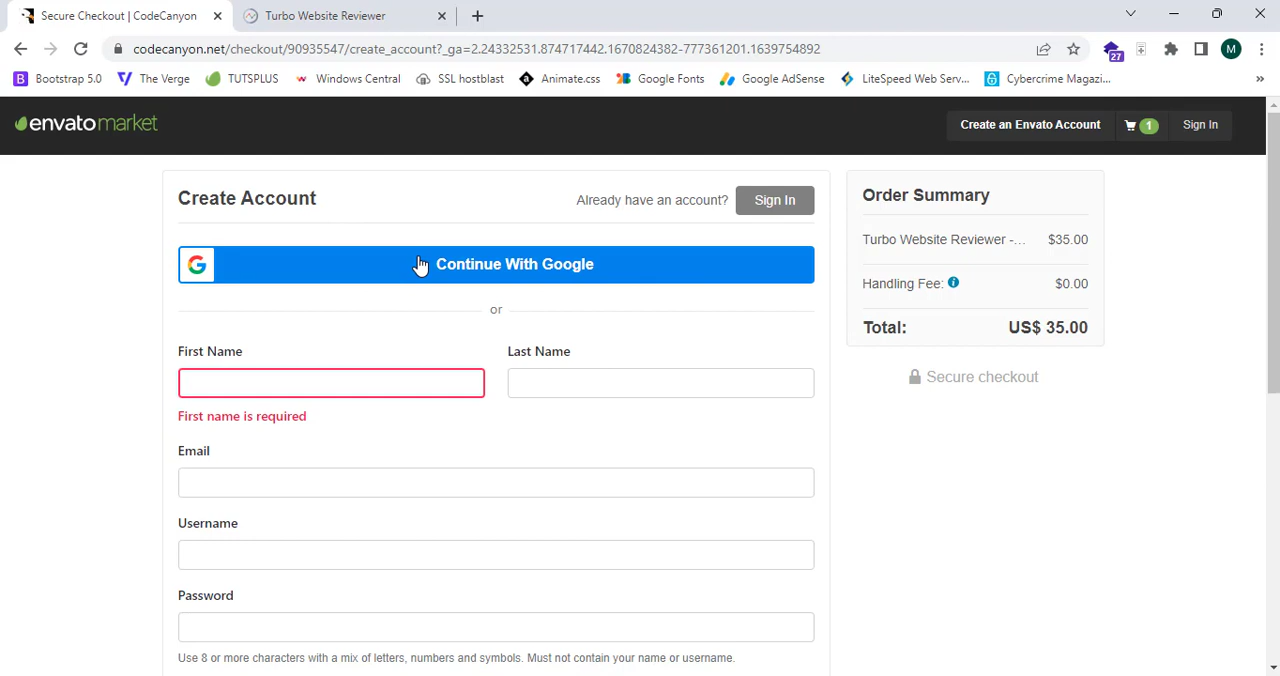 Secure Checkout | CodeCanyon
Turbo Website Reviewer
codecanyon.net/checkout/90935547/create_account?_ga=2.24332531.874717442.1670824382-777361201.1639754892
27
M
B Bootstrap 5.0
The Verge
TUTSPLUS
w Windows Central
SSL hostblast
Animate.css
Google Fonts
Google AdSense
LiteSpeed Web Serv...
Cybercrime Magazi...
»
envatomarket
Create an Envato Account
1
Sign In
Create Account
Already have an account?
Sign In
G
Continue With Google
or
First Name
Last Name
First name is required
Email
Username
Password
Use 8 or more characters with a mix of letters, numbers and symbols. Must not contain your name or username.
Order Summary
Turbo Website Reviewer -... $35.00
Handling Fee: i $0.00
Total: US$ 35.00
Secure checkout